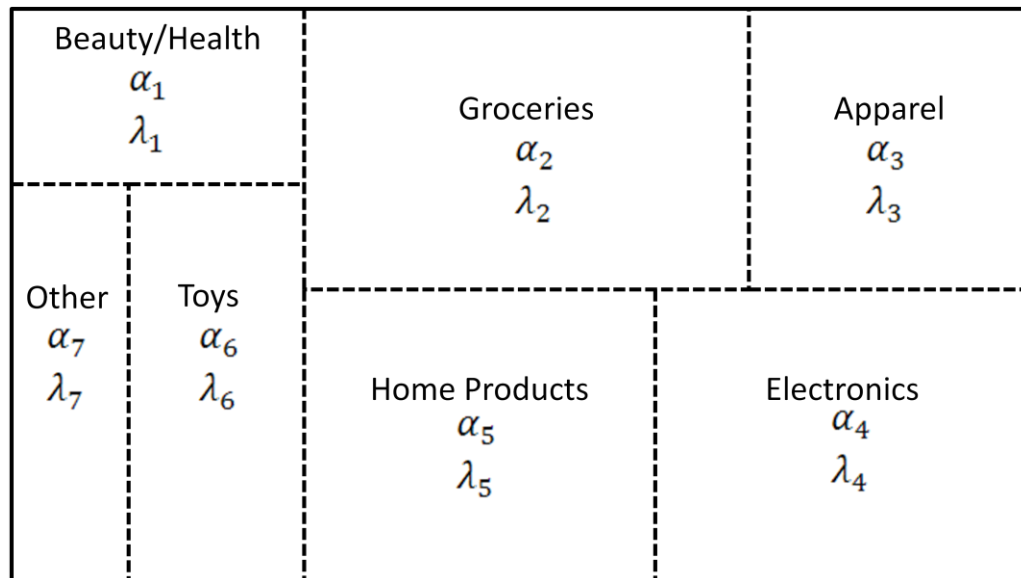 Beauty/Health
α₁
λ₁
Groceries
α₂
λ₂
Apparel
α₃
λ₃
Other
α₇
λ₇
Toys
α₆
λ₆
Home Products
α₅
λ₅
Electronics
α₄
λ₄